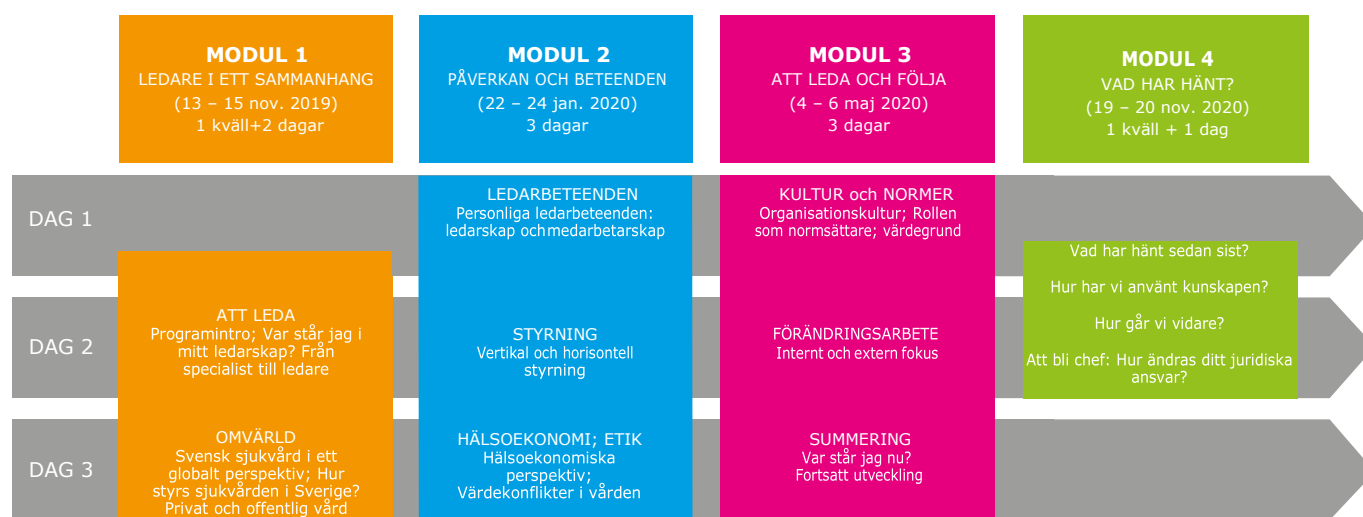 MODUL 1
LEDARE I ETT SAMMANHANG
(13 – 15 nov. 2019)
1 kväll+2 dagar
MODUL 2
PÅVERKAN OCH BETEENDEN
(22 – 24 jan. 2020)
3 dagar
MODUL 3
ATT LEDA OCH FÖLJA
(4 – 6 maj 2020)
3 dagar
MODUL 4
VAD HAR HÄNT?
(19 – 20 nov. 2020)
1 kväll + 1 dag
DAG 1
LEDARBETEENDEN
Personliga ledarbeteenden:
ledarskap ochmedarbetarskap
KULTUR och NORMER
Organisationskultur; Rollen
som normsättare; värdegrund
Vad har hänt sedan sist?
Hur har vi använt kunskapen?
Hur går vi vidare?
Att bli chef: Hur ändras ditt juridiska
ansvar?
DAG 2
ATT LEDA
Programintro; Var står jag i
mitt ledarskap? Från
specialist till ledare
STYRNING
Vertikal och horisontell
styrning
FÖRÄNDRINGSARBETE
Internt och extern fokus
DAG 3
OMVÄRLD
Svensk sjukvård i ett
globalt perspektiv; Hur
styrs sjukvården i Sverige?
Privat och offentlig vård
HÄLSOEKONOMI; ETIK
Hälsoekonomiska
perspektiv;
Värdekonflikter i vården
SUMMERING
Var står jag nu?
Fortsatt utveckling